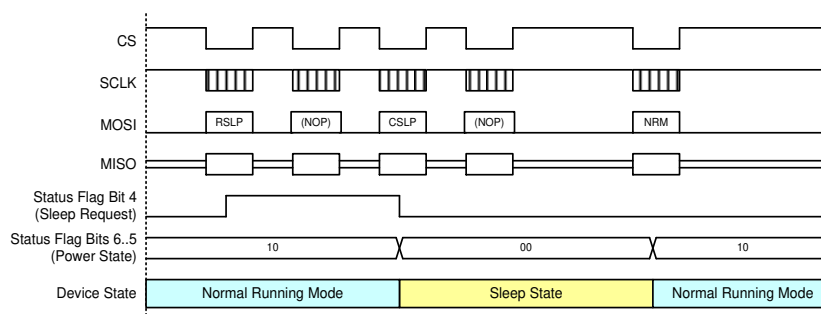 CS
SCLK
MOSI
RSLP
(NOP)
CSLP
(NOP)
NRM
MISO
Status Flag Bit 4
(Sleep Request)
Status Flag Bits 6..5
(Power State)
10
00
10
Device State
Normal Running Mode
Sleep State
Normal Running Mode